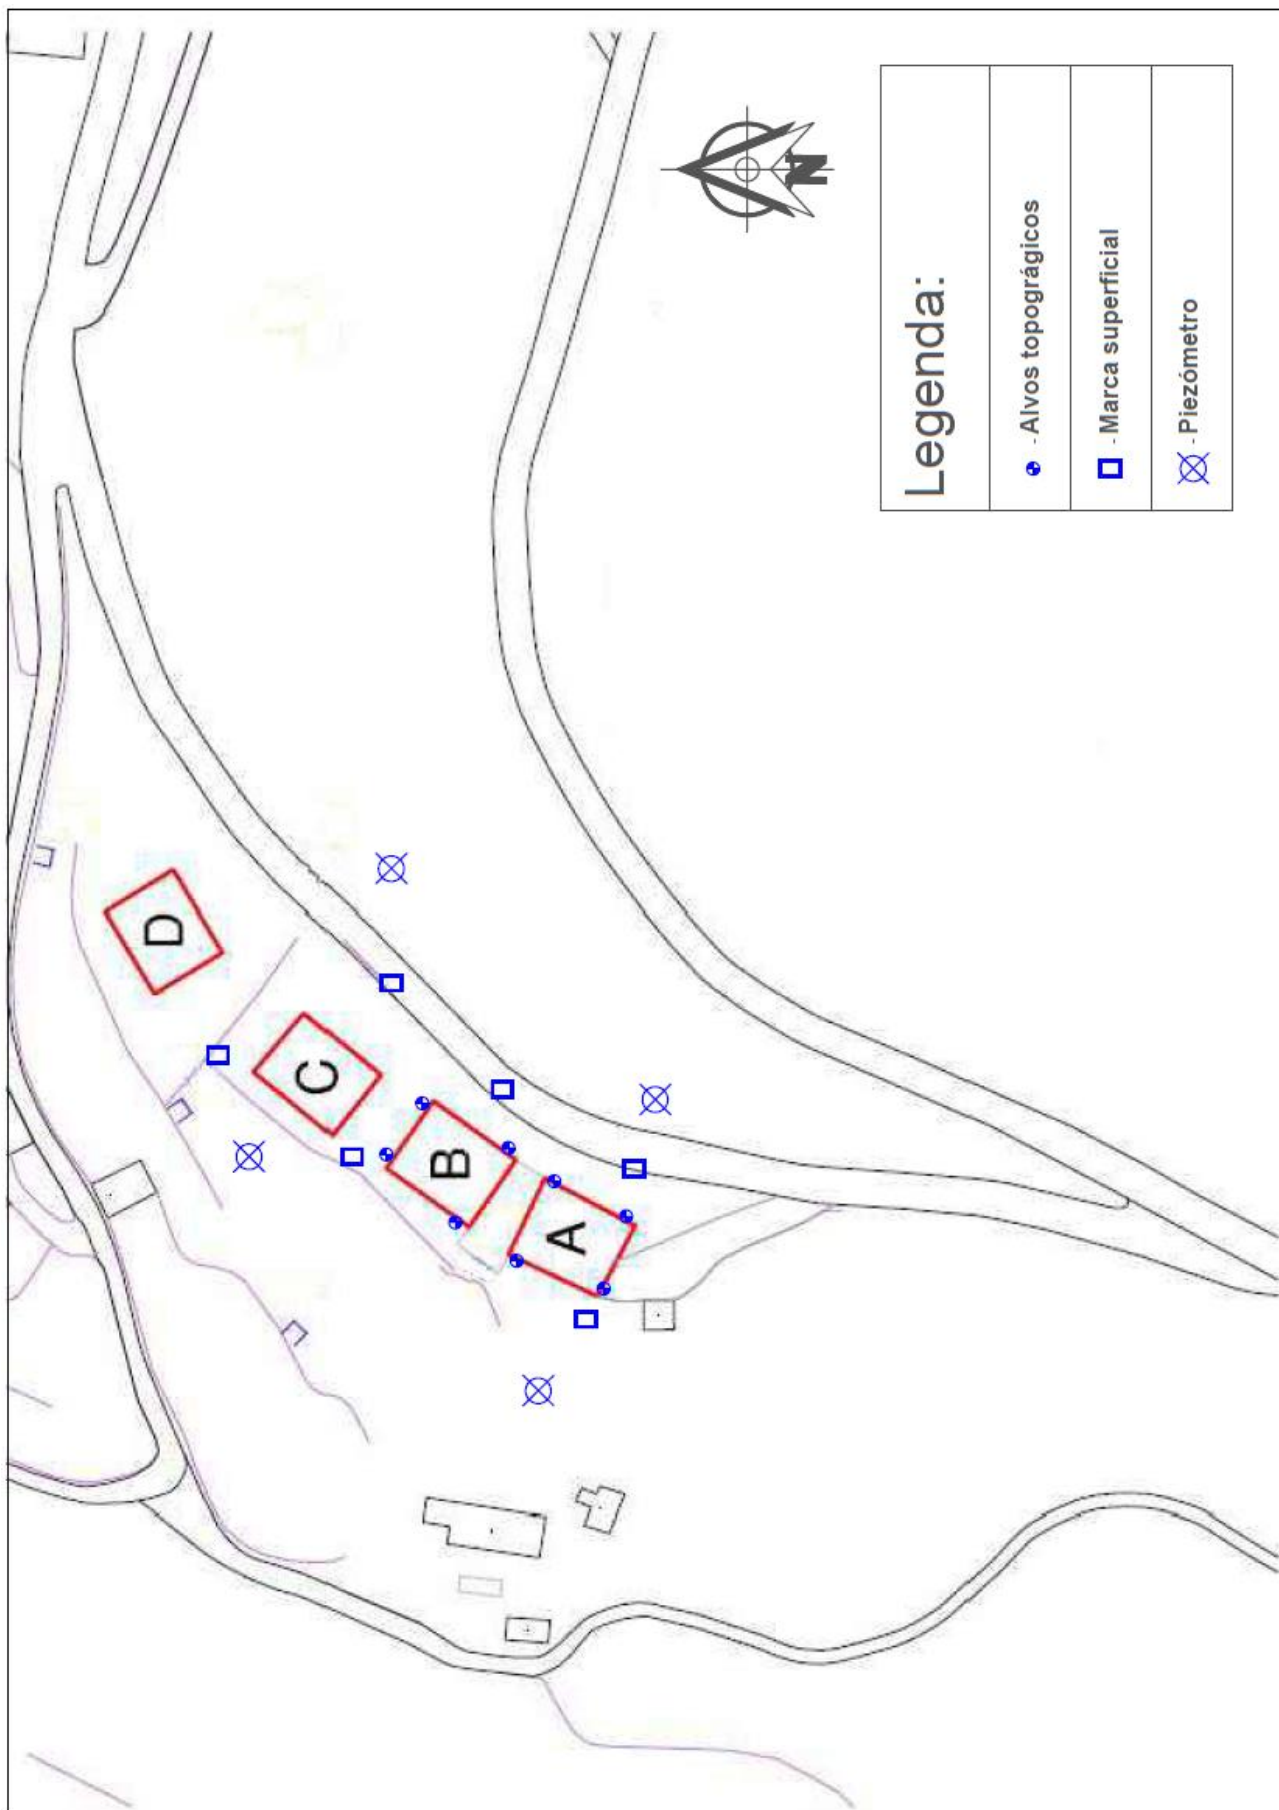 D
C
B
A
N
Legenda:
- Alvos topográgicos
- Marca superficial
- Piezómetro